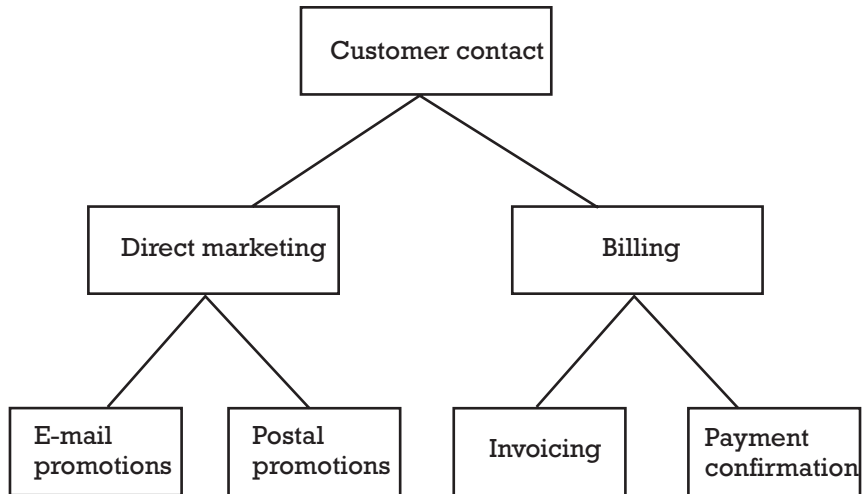 Customer contact
Direct marketing
Billing
E-mail
promotions
Postal
promotions
Invoicing
Payment
confirmation